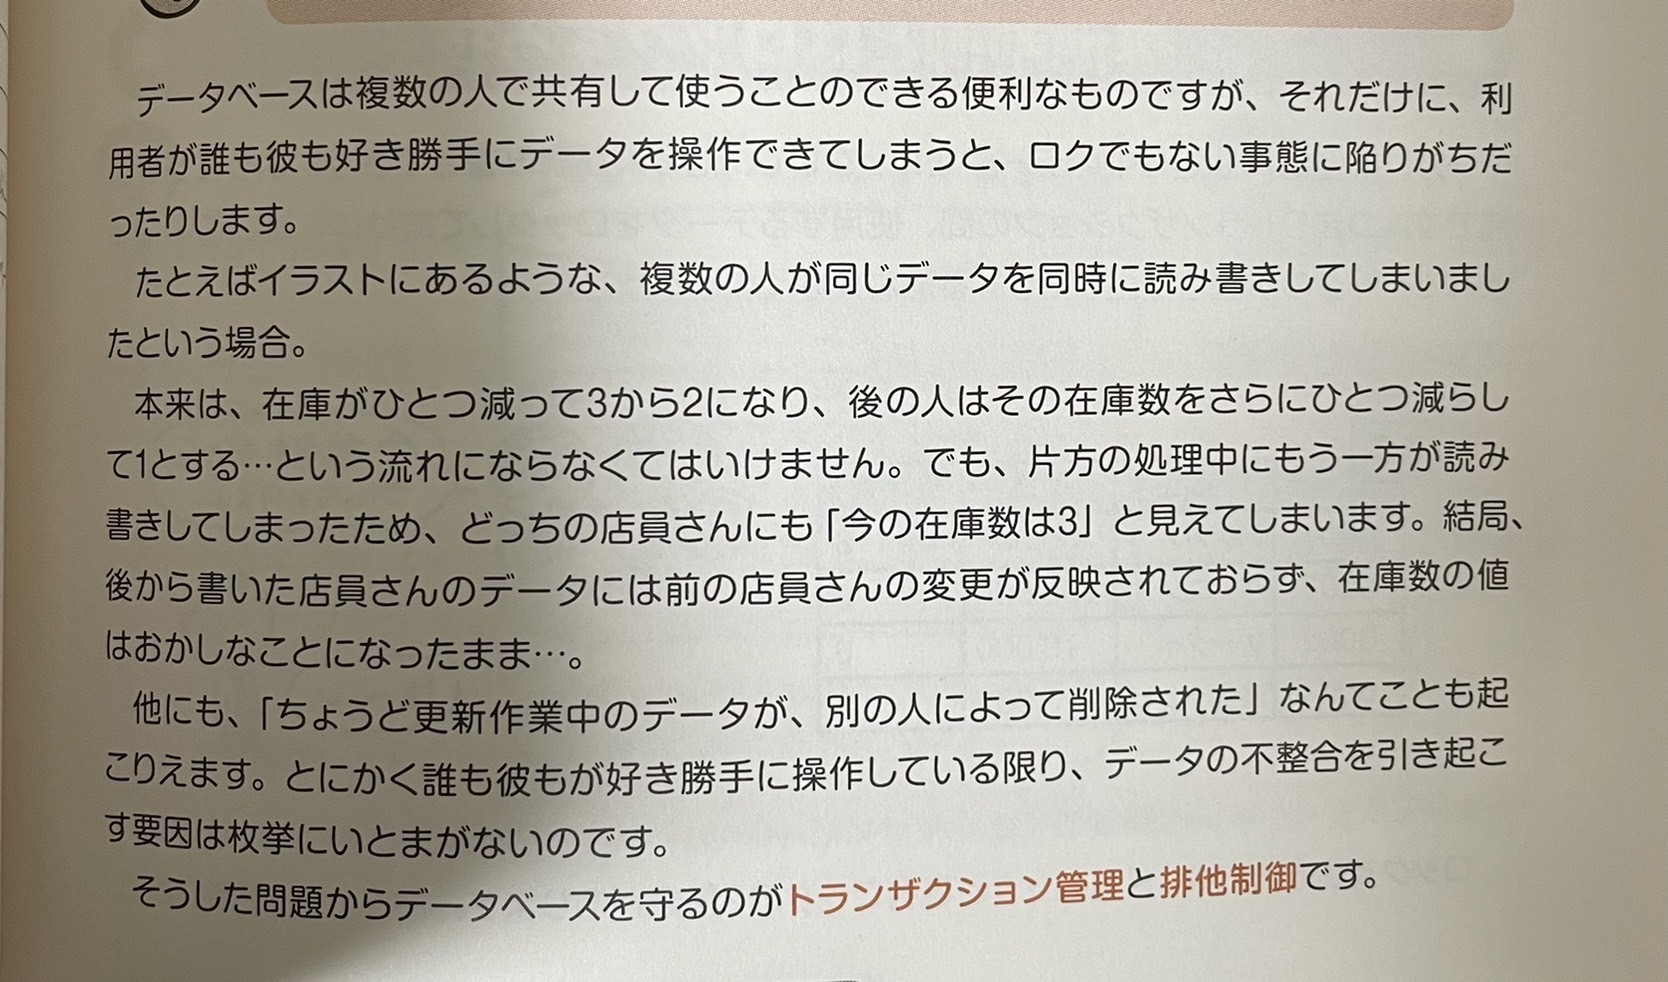 データベースは複数の人で共有して使うことのできる便利なものですが、それだけに、利
用者が誰も彼も好き勝手にデータを操作できてしまうと、ロクでもない事態に陥りがちだ
ったりします。
たとえばイラストにあるような、複数の人が同じデータを同時に読み書きしてしまいまし
たという場合。
本来は、在庫がひとつ減って3から2になり、後の人はその在庫数をさらにひとつ減らし
て1とする…という流れにならなくてはいけません。でも、片方の処理中にもう一方が読み
書きしてしまったため、どっちの店員さんにも「今の在庫数は3」と見えてしまいます。結局、
後から書いた店員さんのデータには前の店員さんの変更が反映されておらず、在庫数の値
はおかしなことになったまま…。
他にも、「ちょうど更新作業中のデータが、別の人によって削除された」なんてことも起
こりえます。とにかく誰も彼もが好き勝手に操作している限り、データの不整合を引き起こ
す要因は枚挙にいとまがないのです。
そうした問題からデータベースを守るのがトランザクション管理と排他制御です。